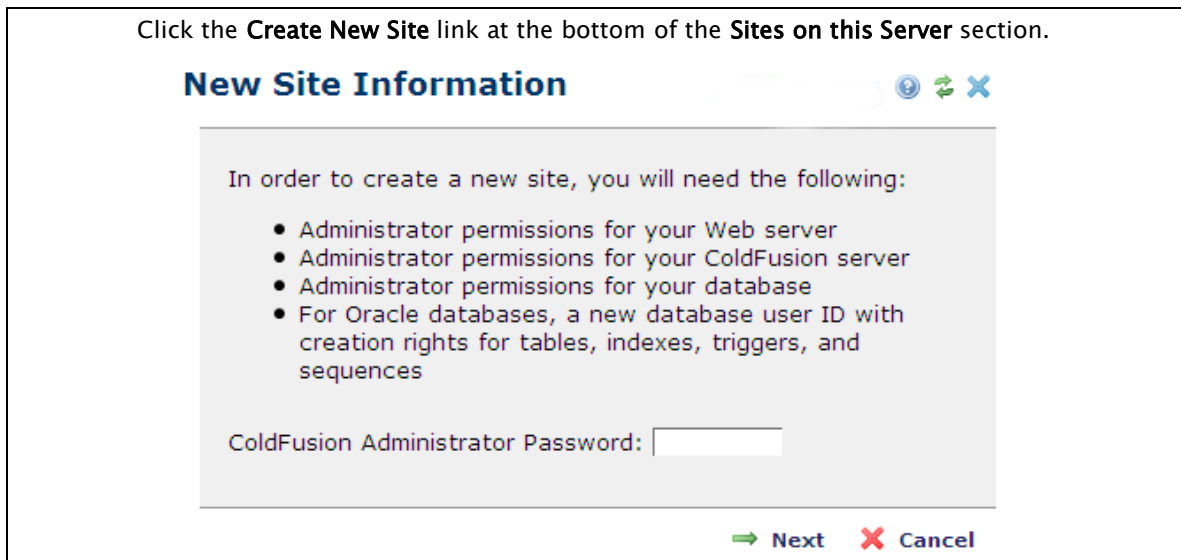 Click the Create New Site link at the bottom of the Sites on this Server section.
New Site Information
In order to create a new site, you will need the following:
• Administrator permissions for your Web server
• Administrator permissions for your ColdFusion server
• Administrator permissions for your database
• For Oracle databases, a new database user ID with
creation rights for tables, indexes, triggers, and
sequences
ColdFusion Administrator Password:
Next Cancel